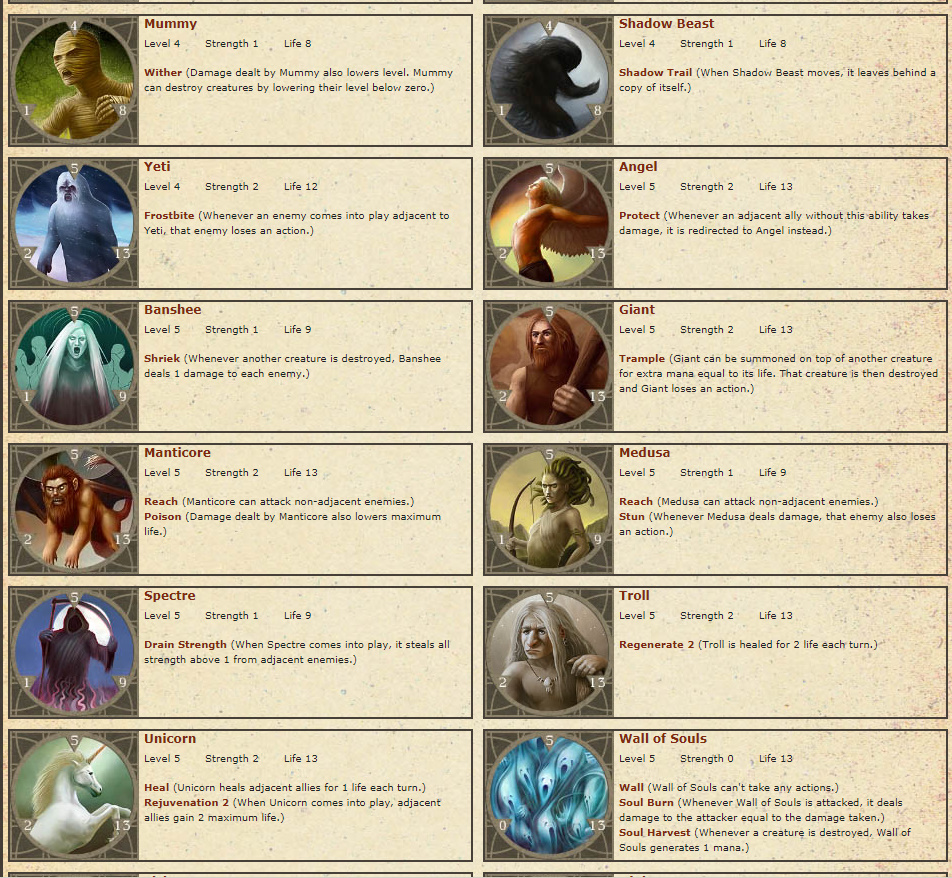 4
1
8
Mummy
Level 4 Strength 1 Life 8
Wither (Damage dealt by Mummy also lowers level. Mummy
can destroy creatures by lowering their level below zero.)
4
1
8
Shadow Beast
Level 4 Strength 1 Life 8
Shadow Trail (When Shadow Beast moves, it leaves behind a
copy of itself.)
5
2
13
Yeti
Level 4 Strength 2 Life 12
Frostbite (Whenever an enemy comes into play adjacent to
Yeti, that enemy loses an action.)
5
2
13
Angel
Level 5 Strength 2 Life 13
Protect (Whenever an adjacent ally without this ability takes
damage, it is redirected to Angel instead.)
5
1
9
Banshee
Level 5 Strength 1 Life 9
Shriek (Whenever another creature is destroyed, Banshee
deals 1 damage to each enemy.)
5
2
13
Giant
Level 5 Strength 2 Life 13
Trample (Giant can be summoned on top of another creature
for extra mana equal to its life. That creature is then destroyed
and Giant loses an action.)
5
2
13
Manticore
Level 5 Strength 2 Life 13
Reach (Manticore can attack non-adjacent enemies.)
Poison (Damage dealt by Manticore also lowers maximum
life.)
5
1
9
Medusa
Level 5 Strength 1 Life 9
Reach (Medusa can attack non-adjacent enemies.)
Stun (Whenever Medusa deals damage, that enemy also loses
an action.)
5
1
9
Spectre
Level 5 Strength 1 Life 9
Drain Strength (When Spectre comes into play, it steals all
strength above 1 from adjacent enemies.)
5
2
13
Troll
Level 5 Strength 2 Life 13
Regenerate 2 (Troll is healed for 2 life each turn.)
5
2
13
Unicorn
Level 5 Strength 2 Life 13
Heal (Unicorn heals adjacent allies for 1 life each turn.)
Rejuvenation 2 (When Unicorn comes into play, adjacent
allies gain 2 maximum life.)
5
0
13
Wall of Souls
Level 5 Strength 0 Life 13
Wall (Wall of Souls can't take any actions.)
Soul Burn (Whenever Wall of Souls is attacked, it deals
damage to the attacker equal to the damage taken.)
Soul Harvest (Whenever a creature is destroyed, Wall of
Souls generates 1 mana.)